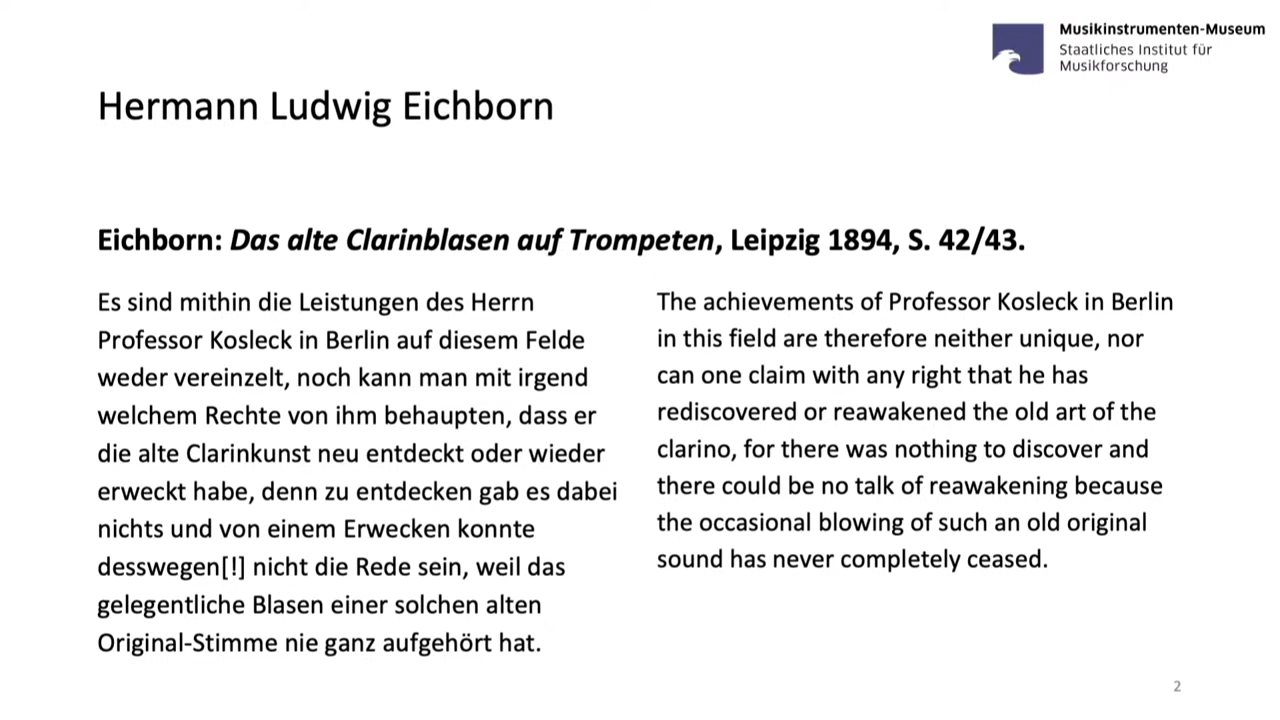 Musikinstrumenten-Museum
Staatliches Institut für
Musikforschung
Hermann Ludwig Eichborn
Eichborn: Das alte Clarinblasen auf Trompeten, Leipzig 1894, S. 42/43.
Es sind mithin die Leistungen des Herrn
Professor Kosleck in Berlin auf diesem Felde
weder vereinzelt, noch kann man mit irgend
welchem Rechte von ihm behaupten, dass er
die alte Clarinkunst neu entdeckt oder wieder
erweckt habe, denn zu entdecken gab es dabei
nichts und von einem Erwecken konnte
desswegen[!] nicht die Rede sein, weil das
gelegentliche Blasen einer solchen alten
Original-Stimme nie ganz aufgehört hat.
The achievements of Professor Kosleck in Berlin
in this field are therefore neither unique, nor
can one claim with any right that he has
rediscovered or reawakened the old art of the
clarino, for there was nothing to discover and
there could be no talk of reawakening because
the occasional blowing of such an old original
sound has never completely ceased.
2